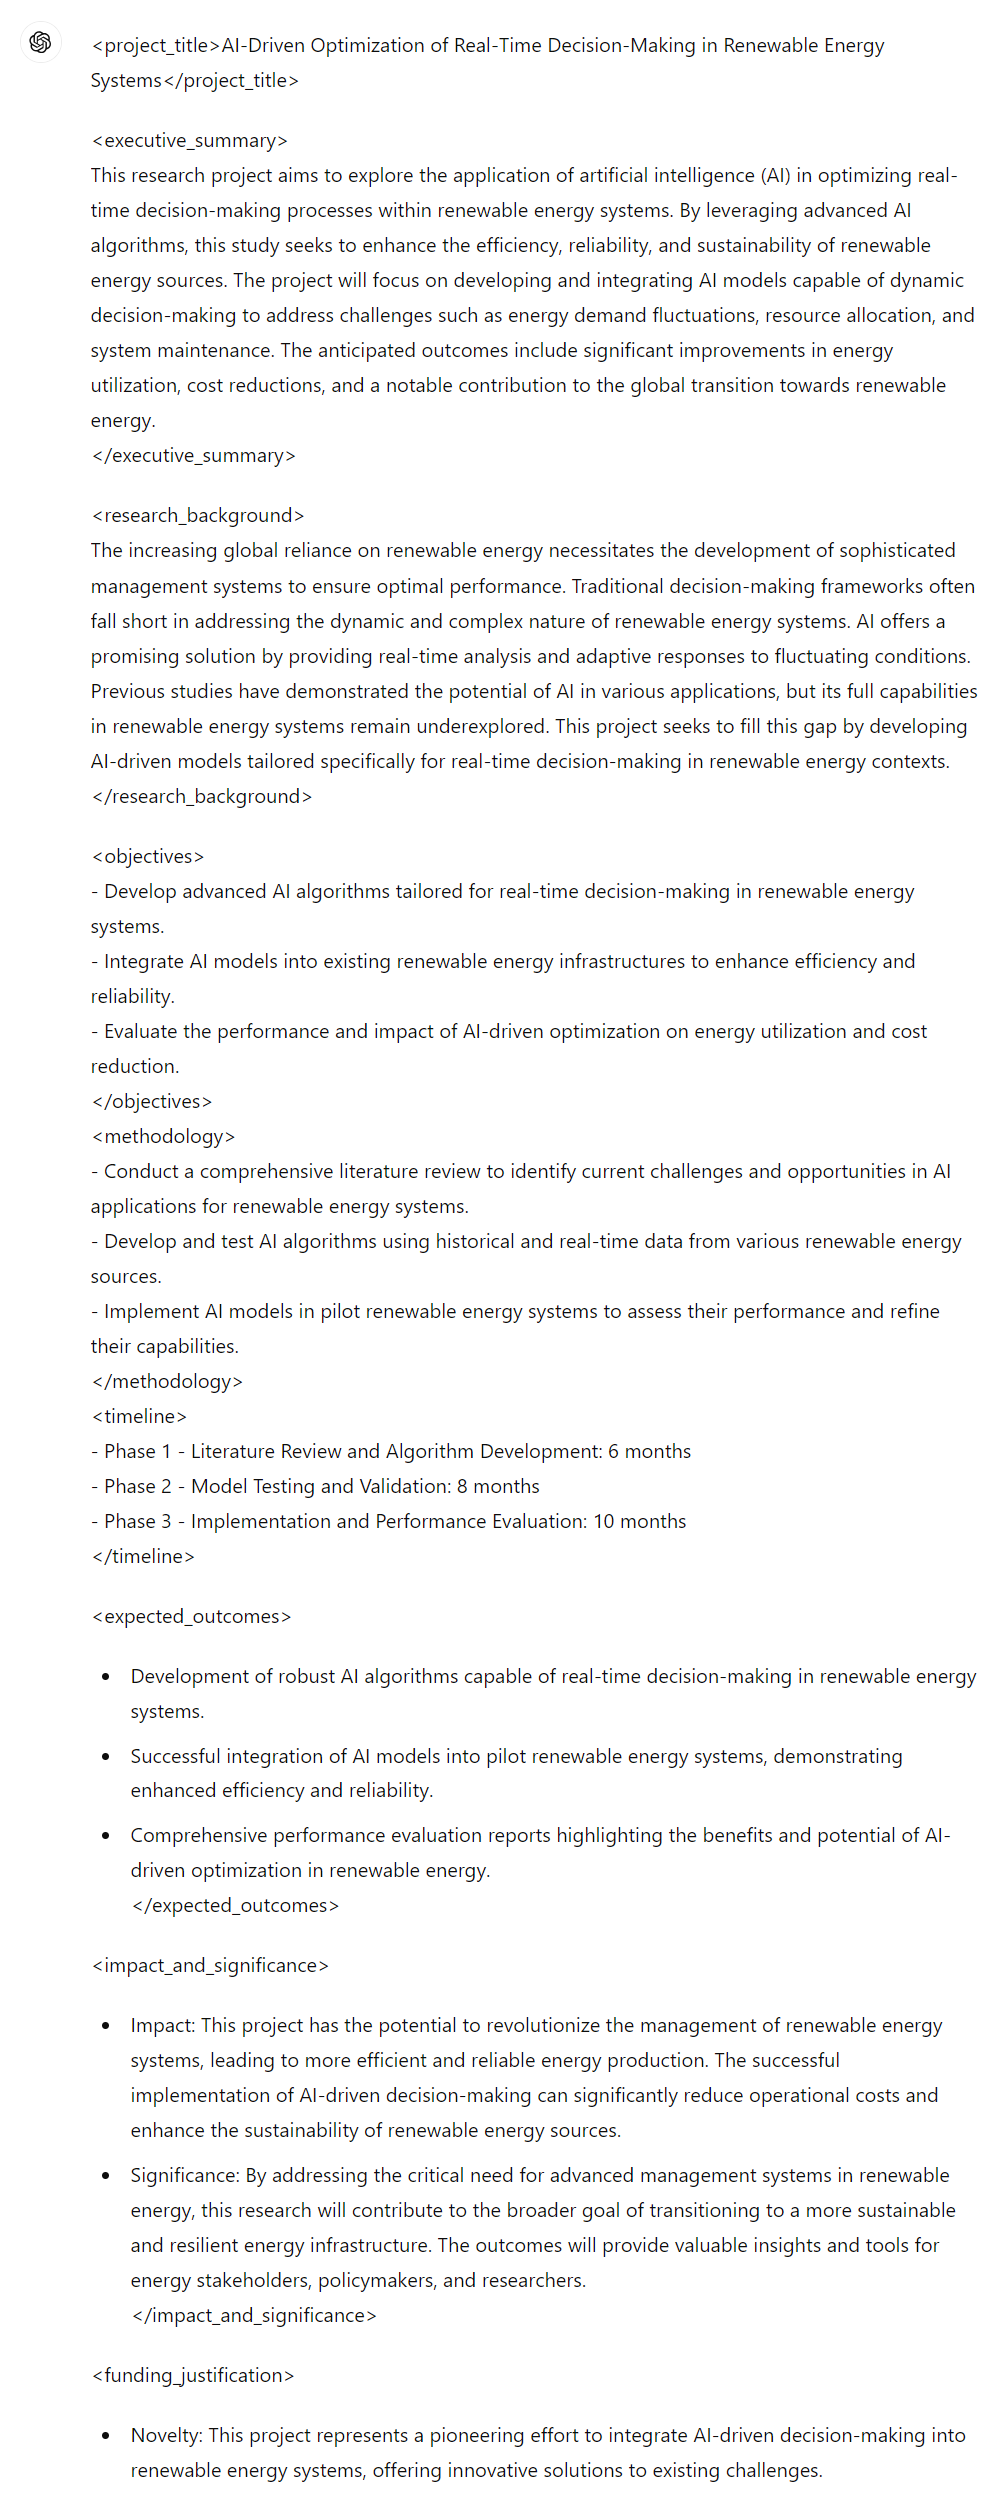 <project_title>AI-Driven Optimization of Real-Time Decision-Making in Renewable Energy
Systems</project_title>
<executive_summary>
This research project aims to explore the application of artificial intelligence (AI) in optimizing real-
time decision-making processes within renewable energy systems. By leveraging advanced AI
algorithms, this study seeks to enhance the efficiency, reliability, and sustainability of renewable
energy sources. The project will focus on developing and integrating AI models capable of dynamic
decision-making to address challenges such as energy demand fluctuations, resource allocation, and
system maintenance. The anticipated outcomes include significant improvements in energy
utilization, cost reductions, and a notable contribution to the global transition towards renewable
energy.
</executive_summary>
<research_background>
The increasing global reliance on renewable energy necessitates the development of sophisticated
management systems to ensure optimal performance. Traditional decision-making frameworks often
fall short in addressing the dynamic and complex nature of renewable energy systems. AI offers a
promising solution by providing real-time analysis and adaptive responses to fluctuating conditions.
Previous studies have demonstrated the potential of AI in various applications, but its full capabilities
in renewable energy systems remain underexplored. This project seeks to fill this gap by developing
AI-driven models tailored specifically for real-time decision-making in renewable energy contexts.
</research_background>
<objectives>
- Develop advanced AI algorithms tailored for real-time decision-making in renewable energy
systems.
- Integrate AI models into existing renewable energy infrastructures to enhance efficiency and
reliability.
- Evaluate the performance and impact of AI-driven optimization on energy utilization and cost
reduction.
</objectives>
<methodology>
- Conduct a comprehensive literature review to identify current challenges and opportunities in AI
applications for renewable energy systems.
- Develop and test AI algorithms using historical and real-time data from various renewable energy
sources.
- Implement AI models in pilot renewable energy systems to assess their performance and refine
their capabilities.
</methodology>
<timeline>
- Phase 1 - Literature Review and Algorithm Development: 6 months
- Phase 2 - Model Testing and Validation: 8 months
- Phase 3 - Implementation and Performance Evaluation: 10 months
</timeline>
<expected_outcomes>
• Development of robust AI algorithms capable of real-time decision-making in renewable energy
systems.
• Successful integration of AI models into pilot renewable energy systems, demonstrating
enhanced efficiency and reliability.
• Comprehensive performance evaluation reports highlighting the benefits and potential of AI-
driven optimization in renewable energy.
</expected_outcomes>
<impact_and_significance>
• Impact: This project has the potential to revolutionize the management of renewable energy
systems, leading to more efficient and reliable energy production. The successful
implementation of AI-driven decision-making can significantly reduce operational costs and
enhance the sustainability of renewable energy sources.
• Significance: By addressing the critical need for advanced management systems in renewable
energy, this research will contribute to the broader goal of transitioning to a more sustainable
and resilient energy infrastructure. The outcomes will provide valuable insights and tools for
energy stakeholders, policymakers, and researchers.
</impact_and_significance>
<funding_justification>
• Novelty: This project represents a pioneering effort to integrate AI-driven decision-making into
renewable energy systems, offering innovative solutions to existing challenges.